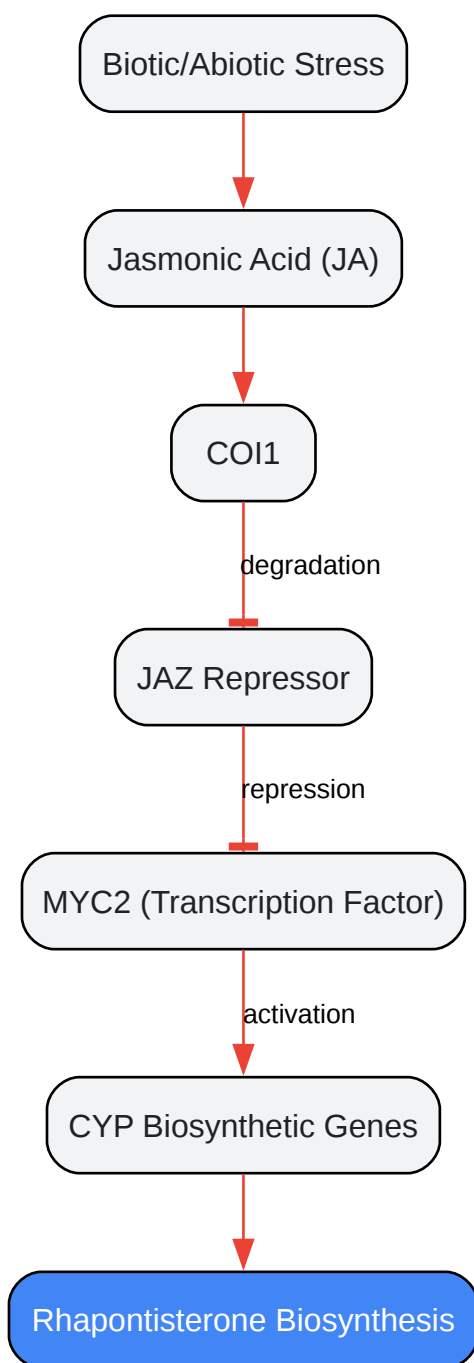 Biotic/Abiotic Stress
Jasmonic Acid (JA)
COI1
degradation
JAZ Repressor
repression
MYC2 (Transcription Factor)
activation
CYP Biosynthetic Genes
Rhapontisterone Biosynthesis